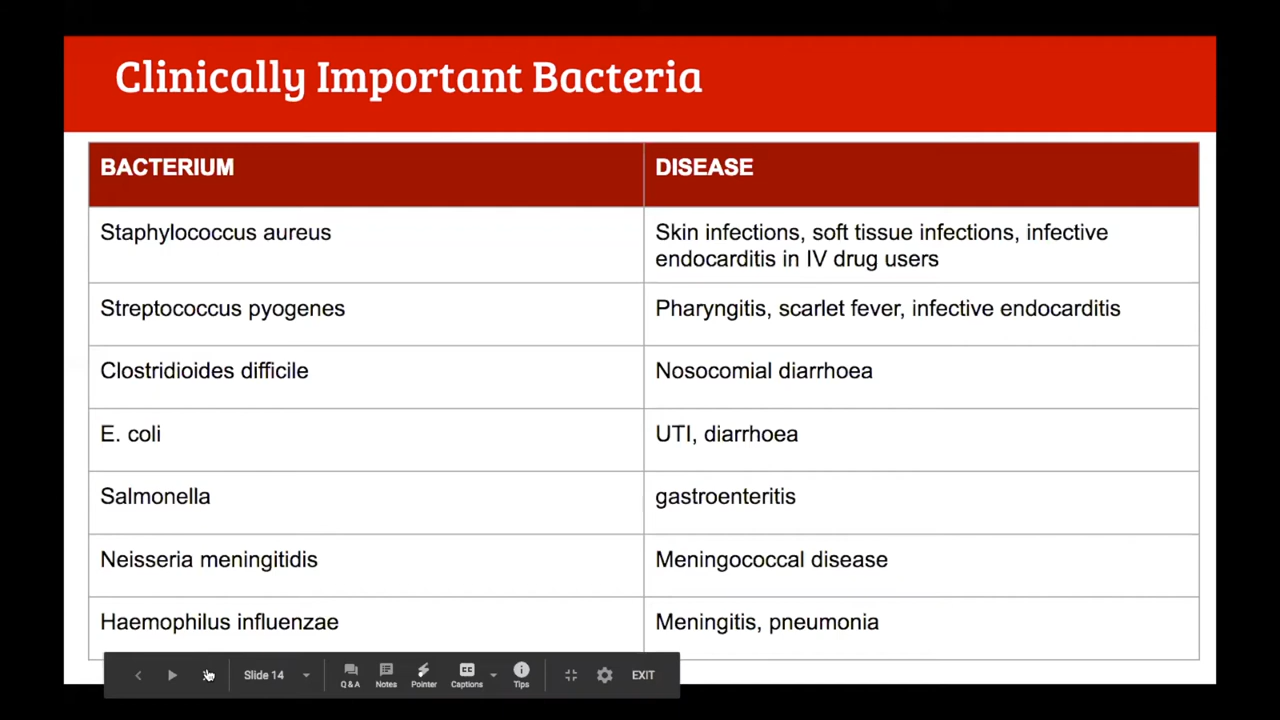 Clinically Important Bacteria
BACTERIUM
DISEASE
Staphylococcus aureus
Skin infections, soft tissue infections, infective
endocarditis in IV drug users
Streptococcus pyogenes
Pharyngitis, scarlet fever, infective endocarditis
Clostridioides difficile
Nosocomial diarrhoea
E. coli
UTI, diarrhoea
Salmonella
gastroenteritis
Neisseria meningitidis
Meningococcal disease
Haemophilus influenzae
Meningitis, pneumonia
Slide 14
Q & A
Notes
Pointer
CC
Captions
Tips
EXIT